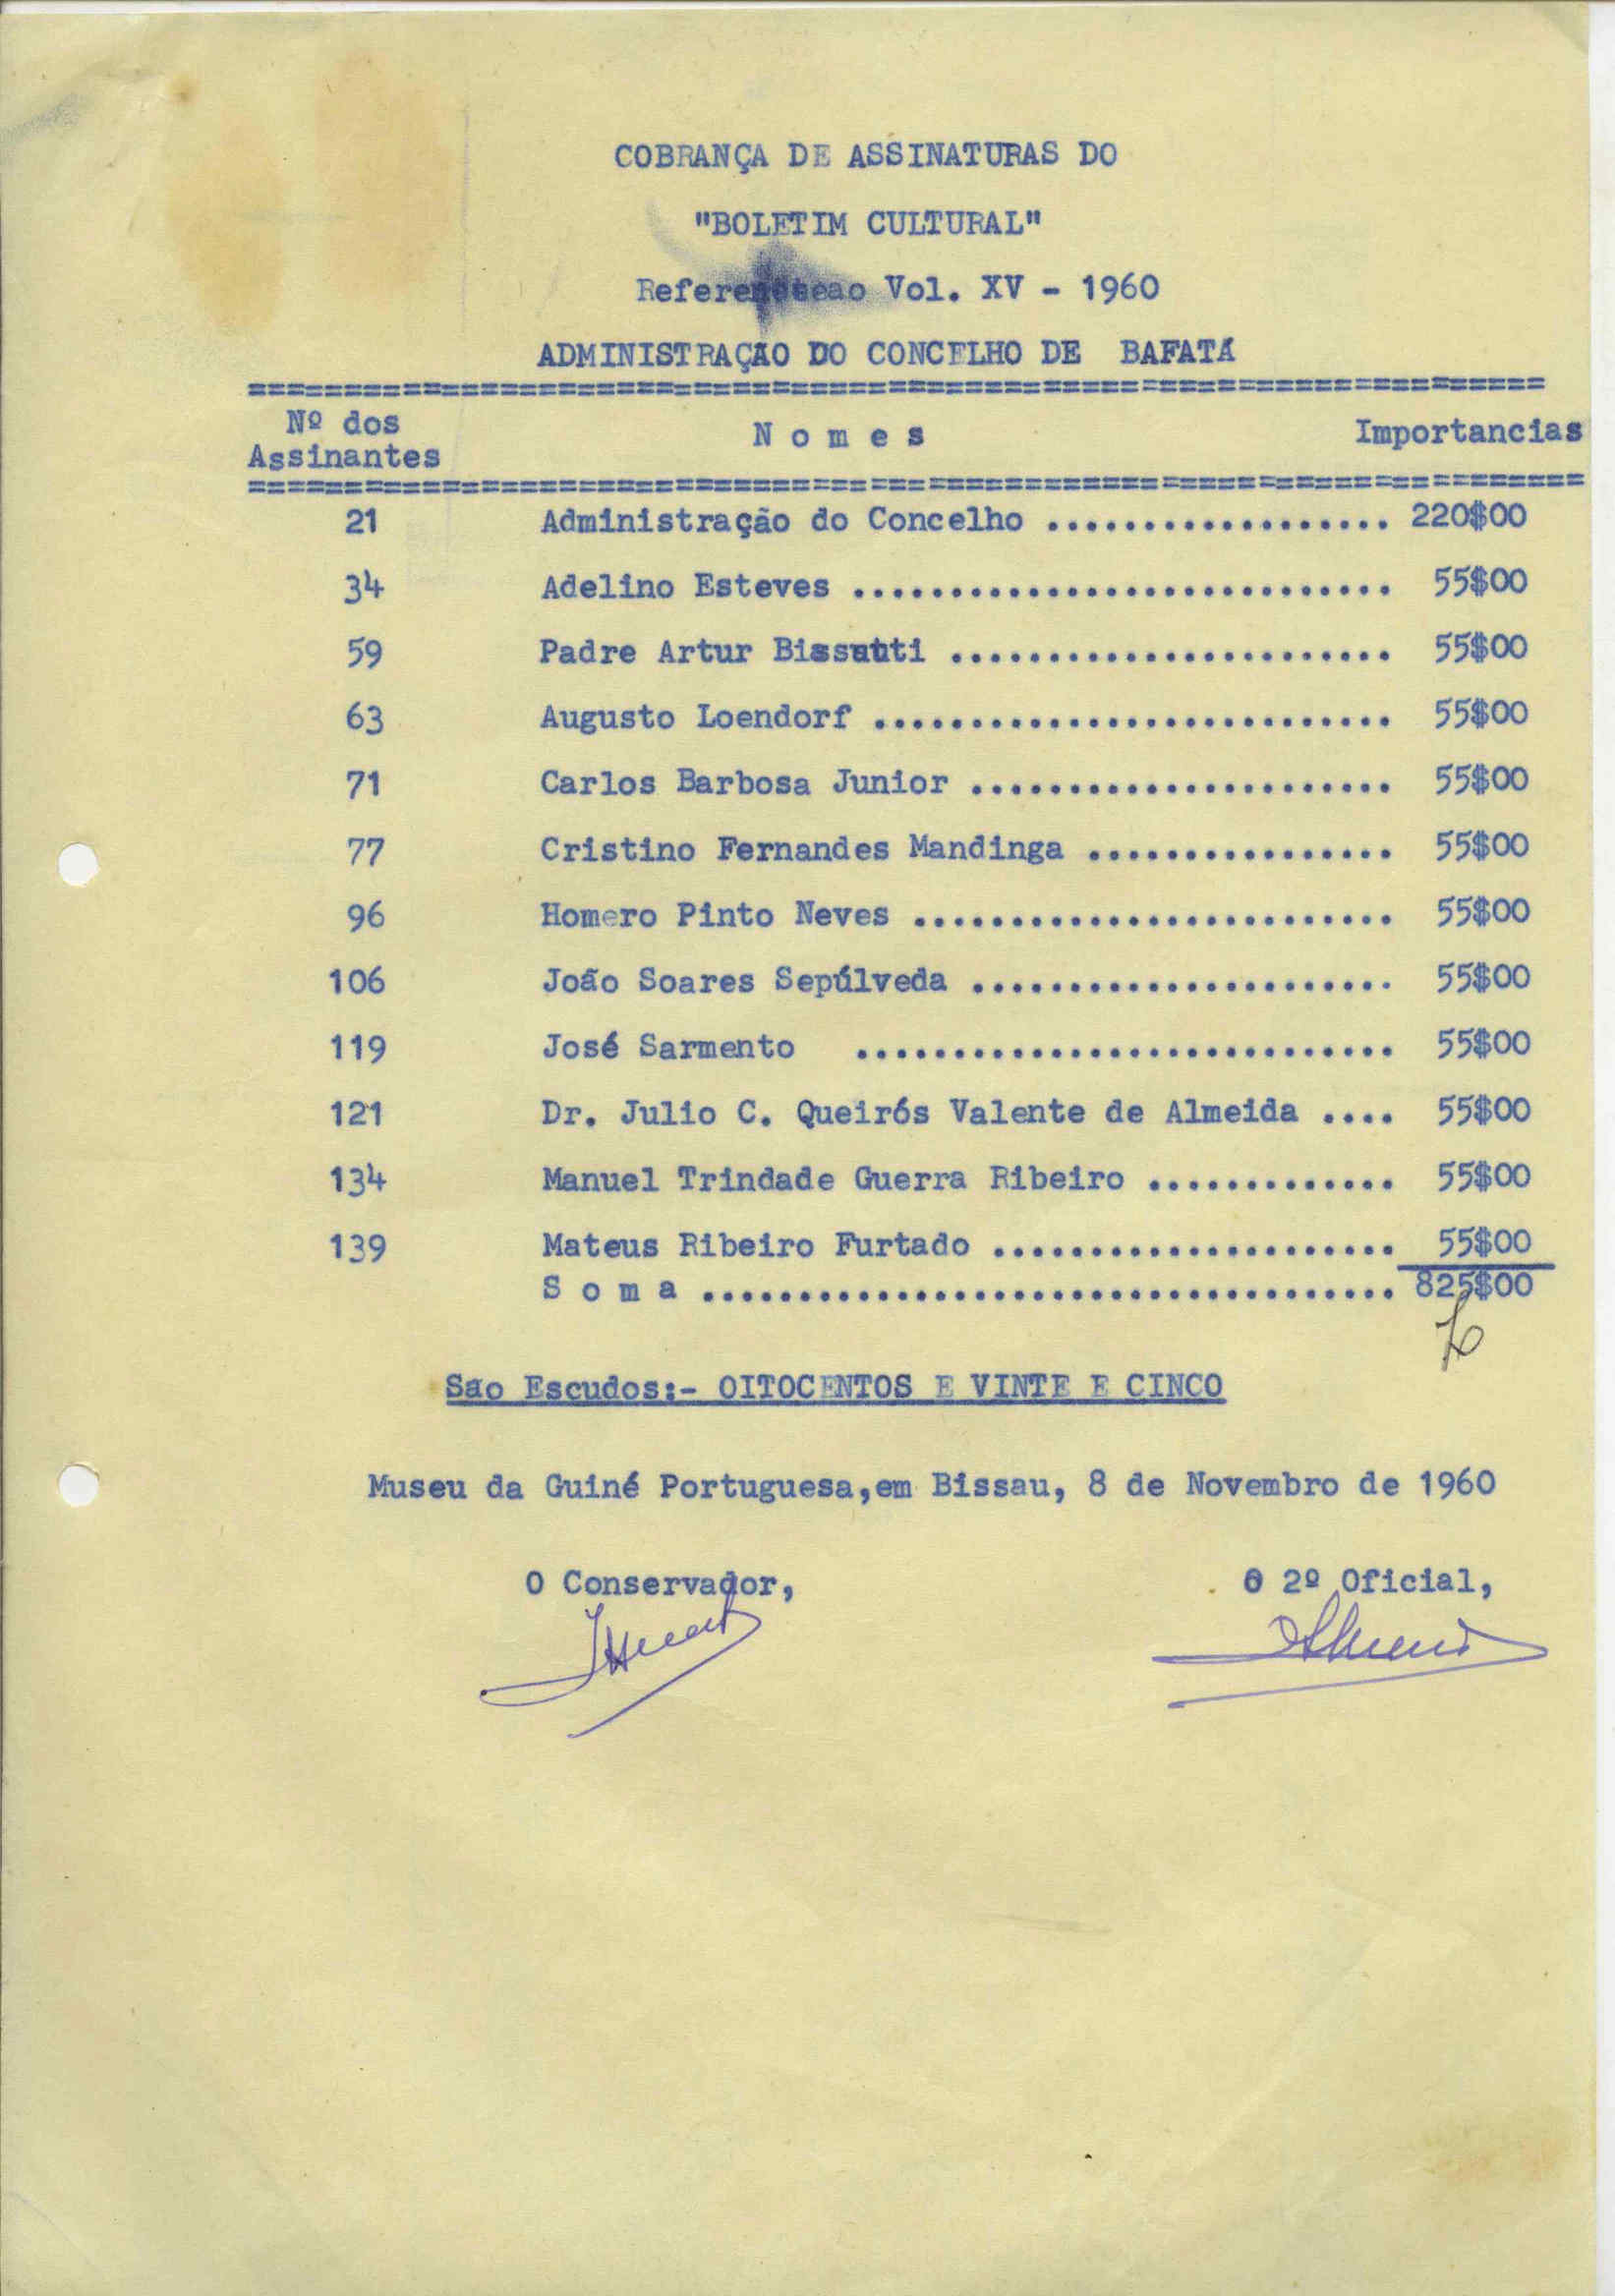 COBRANÇA DE ASSINATURAS DO
"BOLETIM CULTURAL"
Vol. XV - 1960
ADMINISTRAÇÃO DO CONCELHO DE BAFATÁ
Nº dos Assinantes Nomes Importancias
21 Administração do Concelho .................. 220$00
34 Adelino Esteves ............................ 55$00
59 Padre Artur ....................... 55$00
63 Augusto Loendorf ........................... 55$00
71 Carlos Barbosa Junior ...................... 55$00
77 Cristino Fernandes Mandinga ................ 55$00
96 Homero Pinto Neves ......................... 55$00
106 João Soares Sepúlveda ...................... 55$00
119 José Sarmento ............................ 55$00
121 Dr. Julio C. Queirós Valente de Almeida .... 55$00
134 Manuel Trindade Guerra Ribeiro ............. 55$00
139 Mateus Ribeiro Furtado ..................... 55$00
Soma .................................... 825$00
São Escudos:- OITOCENTOS E VINTE E CINCO
Museu da Guiné Portuguesa,em Bissau, 8 de Novembro de 1960
O Conservador, O 2º Oficial,